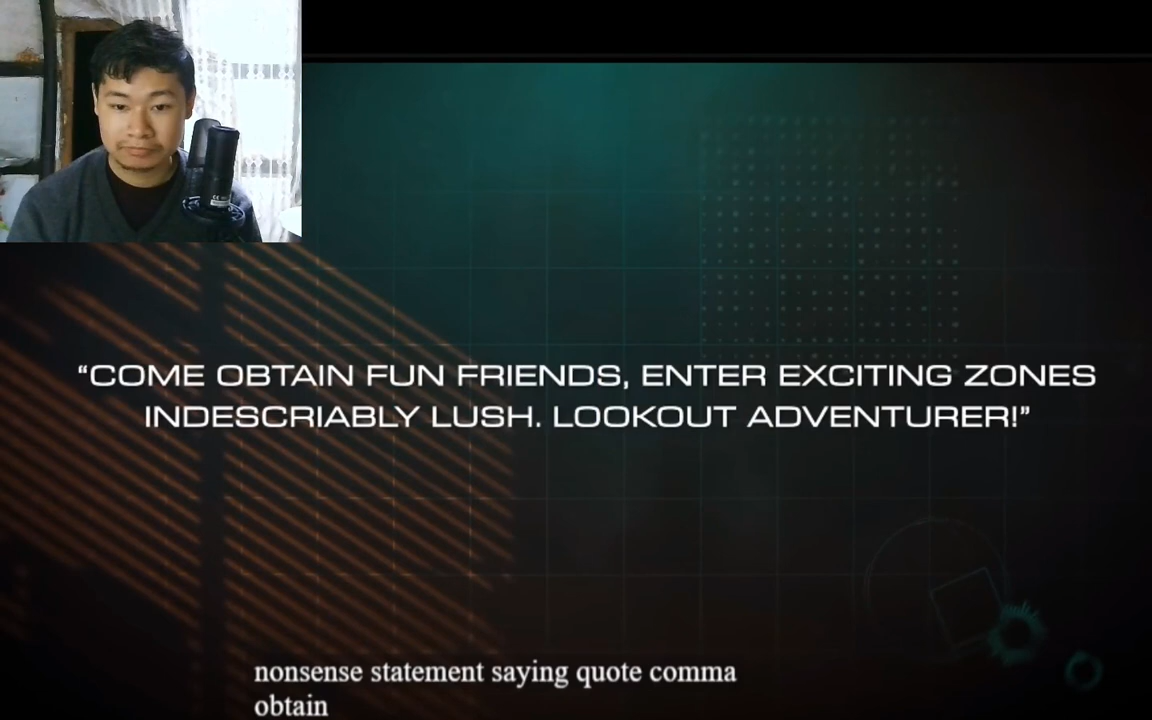 “COME OBTAIN FUN FRIENDS, ENTER EXCITING ZONES
INDESCRIABLY LUSH. LOOKOUT ADVENTURER!”
nonsense statement saying quote comma
obtain